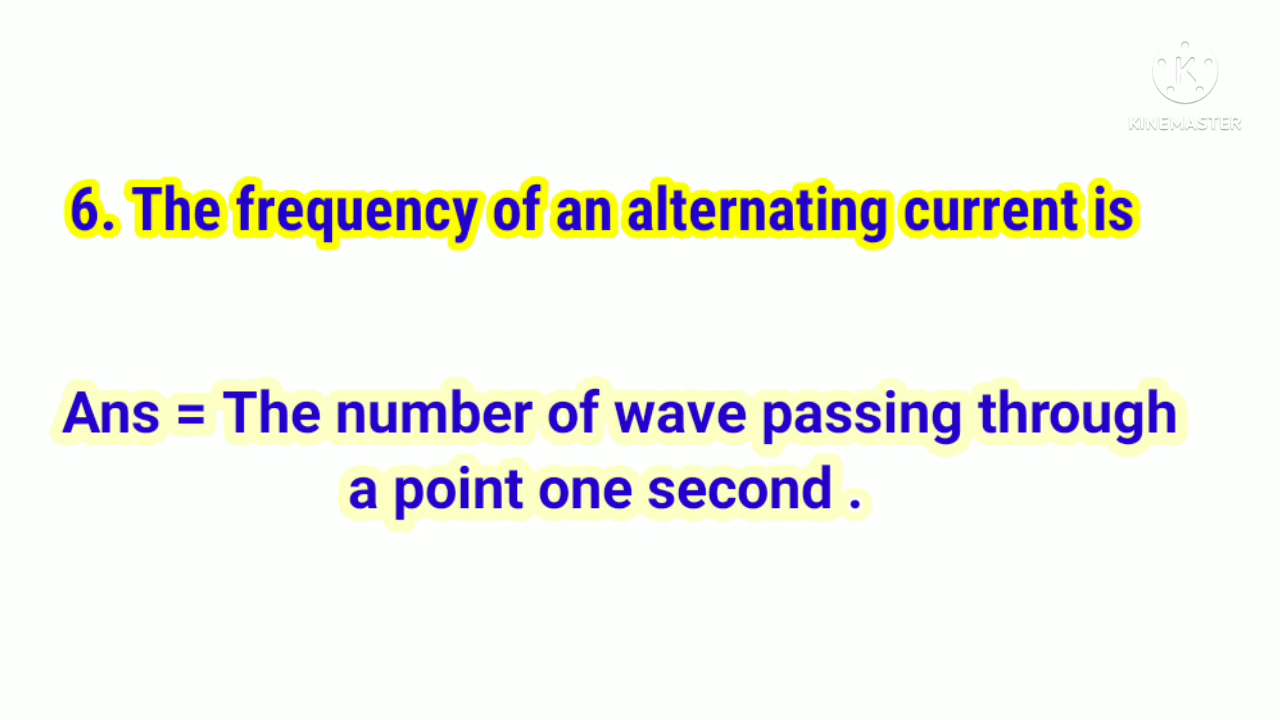 KINEMASTER
6. The frequency of an alternating current is
Ans = The number of wave passing through
a point one second .